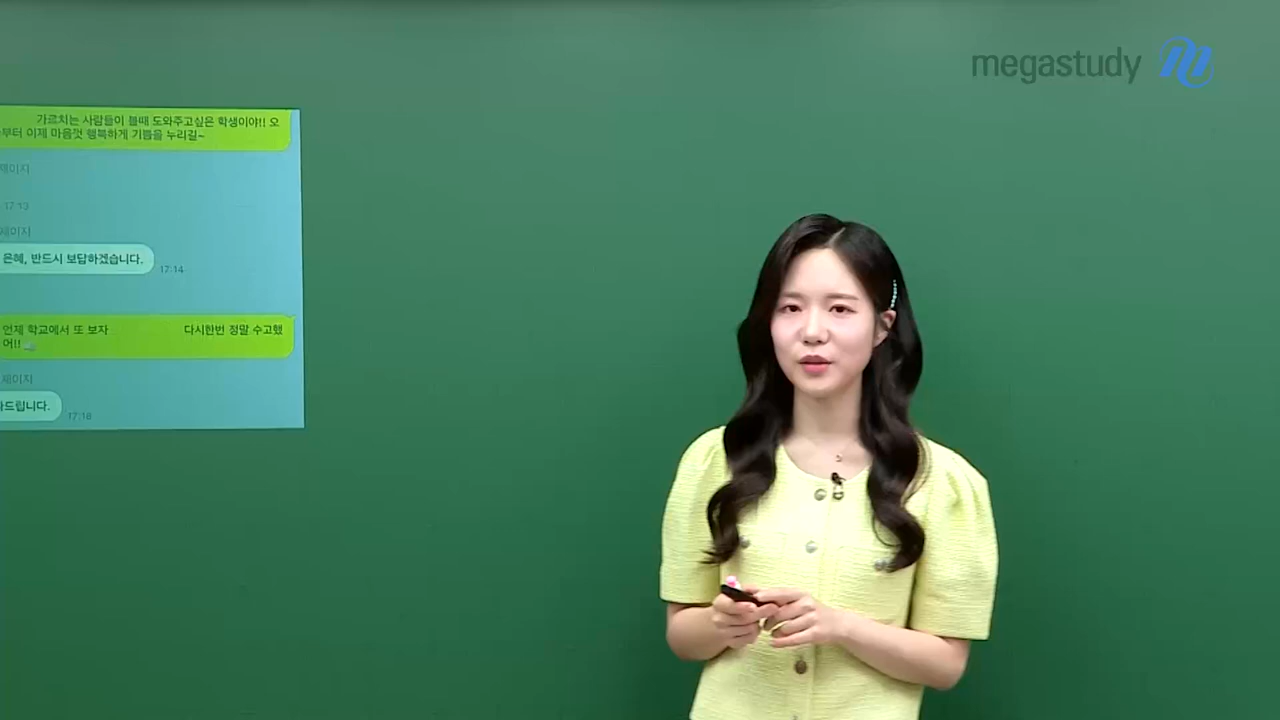 megastudy
가르치는 사람들이 볼때 도와주고싶은 학생이야!! 오
부터 이제 마음껏 행복하게 기쁨을 누리길~
제이지
17:13
제이지
은혜, 반드시 보답하겠습니다.
17:14
언제 학교에서 또 보자 다시한번 정말 수고했
어!!
제이지
드립니다.
17:18